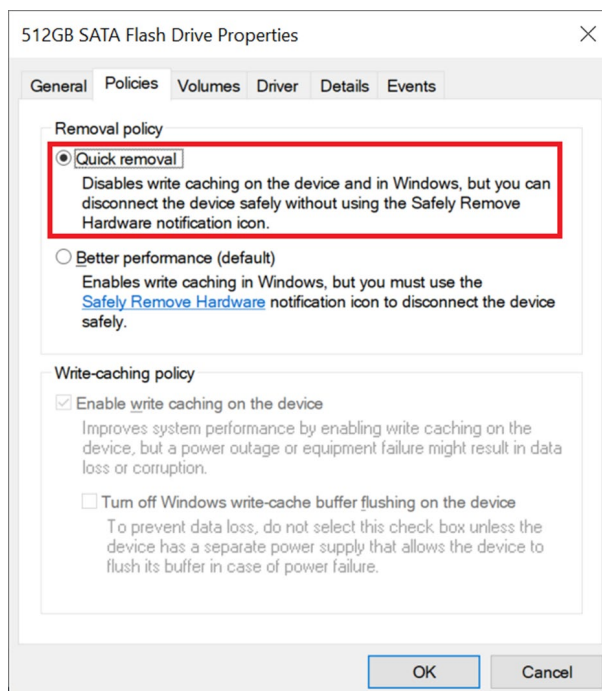 512GB SATA Flash Drive Properties
General Policies Volumes Driver Details Events
Removal policy
Quick removal
Disables write caching on the device and in Windows, but you can
disconnect the device safely without using the Safely Remove
Hardware notification icon.
Better performance (default)
Enables write caching in Windows, but you must use the
Safely Remove Hardware notification icon to disconnect the device
safely.
Write-caching policy
Enable write caching on the device
Improves system performance by enabling write caching on the
device, but a power outage or equipment failure might result in data
loss or corruption.
Turn off Windows write-cache buffer flushing on the device
To prevent data loss, do not select this check box unless the
device has a separate power supply that allows the device to
flush its buffer in case of power failure.
OK Cancel